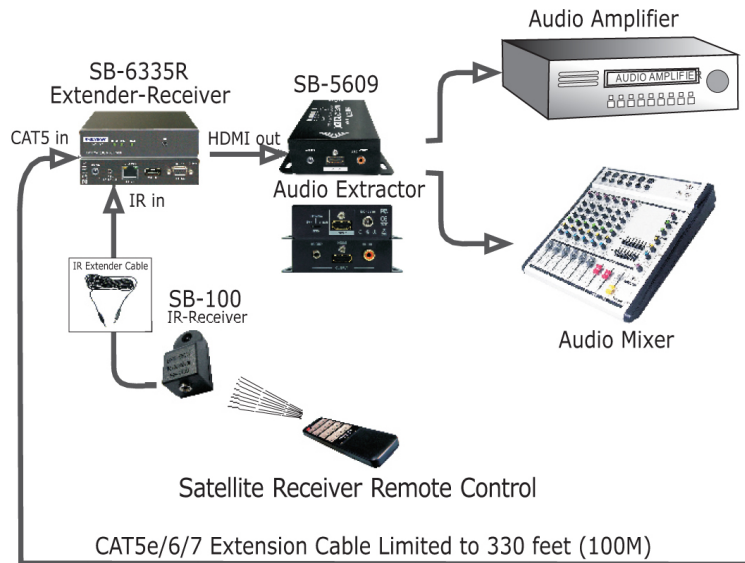 Audio Amplifier
AUDIO AMPLIFIER
SB-6335R
Extender-Receiver
SB-5609
CAT5 in
HDMI out
Audio Extractor
IR in
IR Extender Cable
SB-100
IR-Receiver
Audio Mixer
Satellite Receiver Remote Control
CAT5e/6/7 Extension Cable Limited to 330 feet (100M)